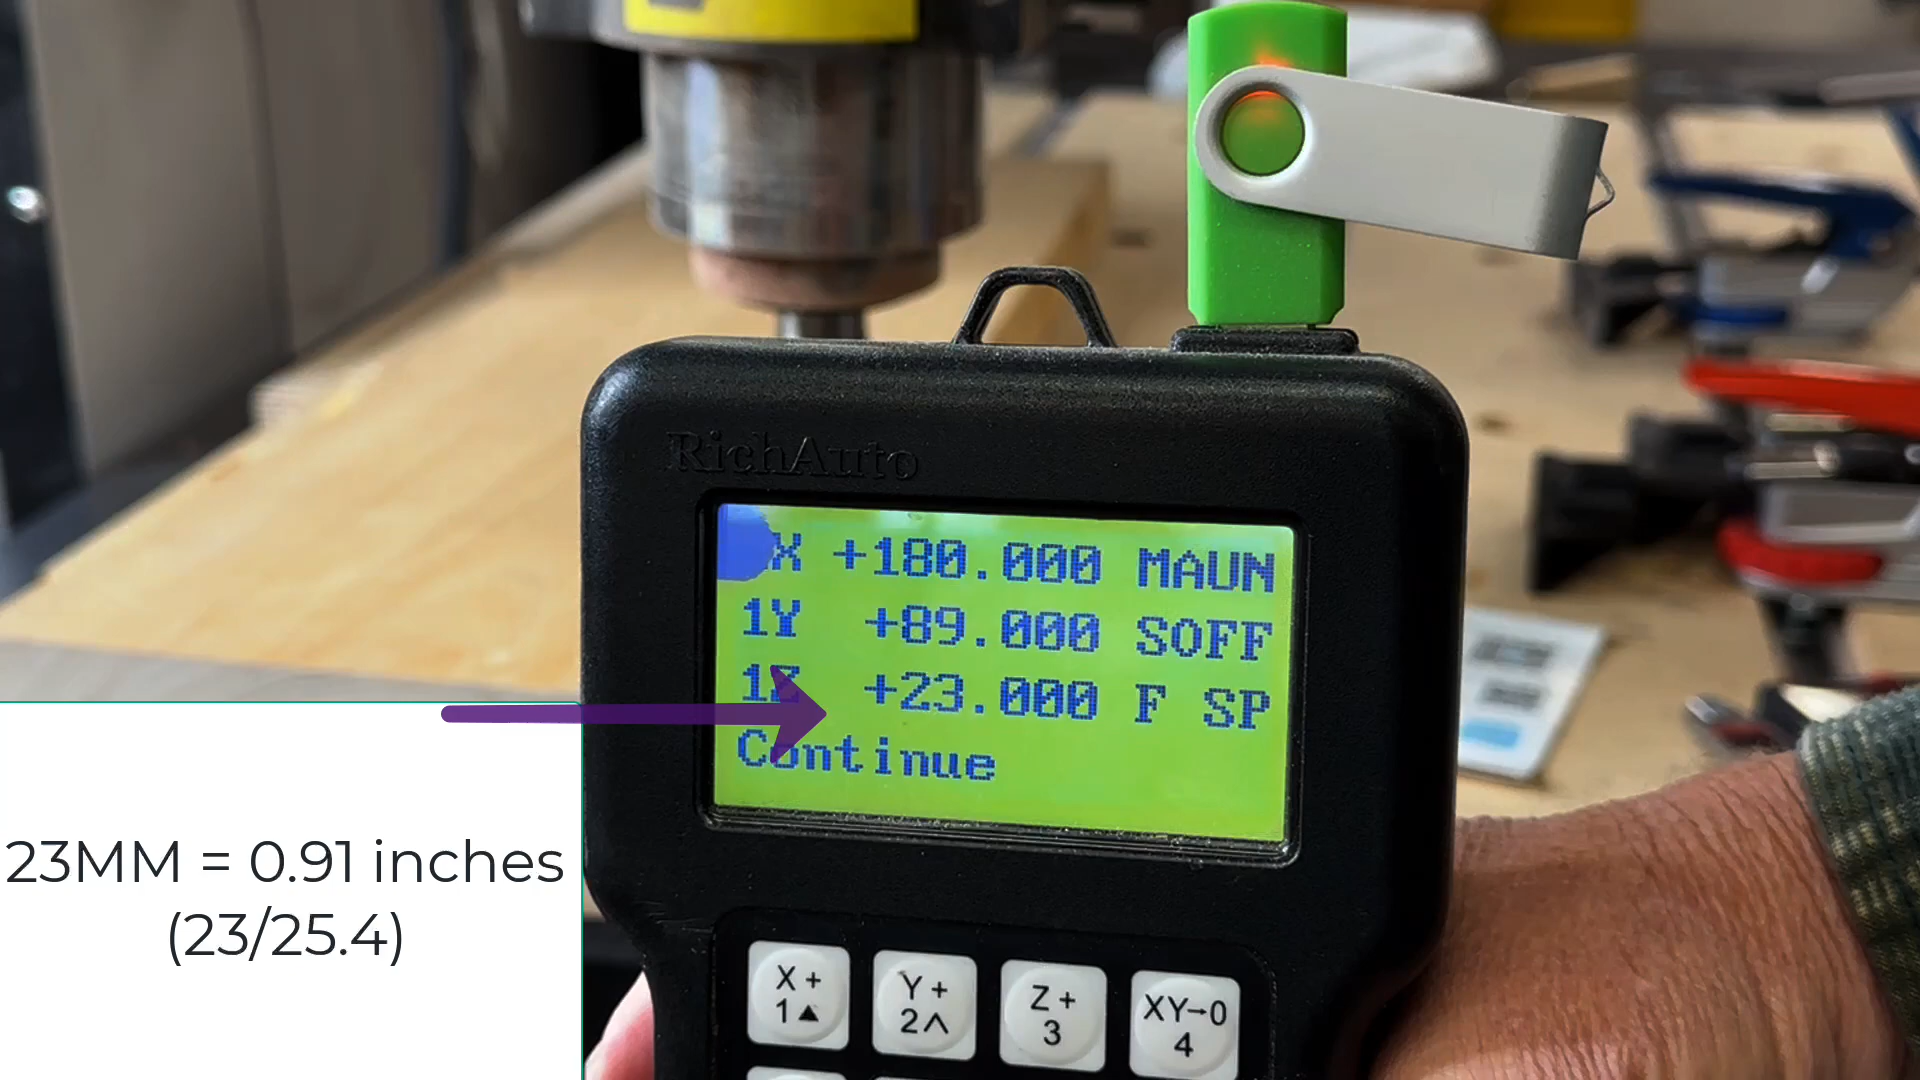 RichAuto
X +180.000 MAUN
1Y +89.000 SOFF
1Z +23.000 F SP
Continue
23MM = 0.91 inches
(23/25.4)
X+ Y+ Z+ XY→0
1▲ 2∧ 3 4